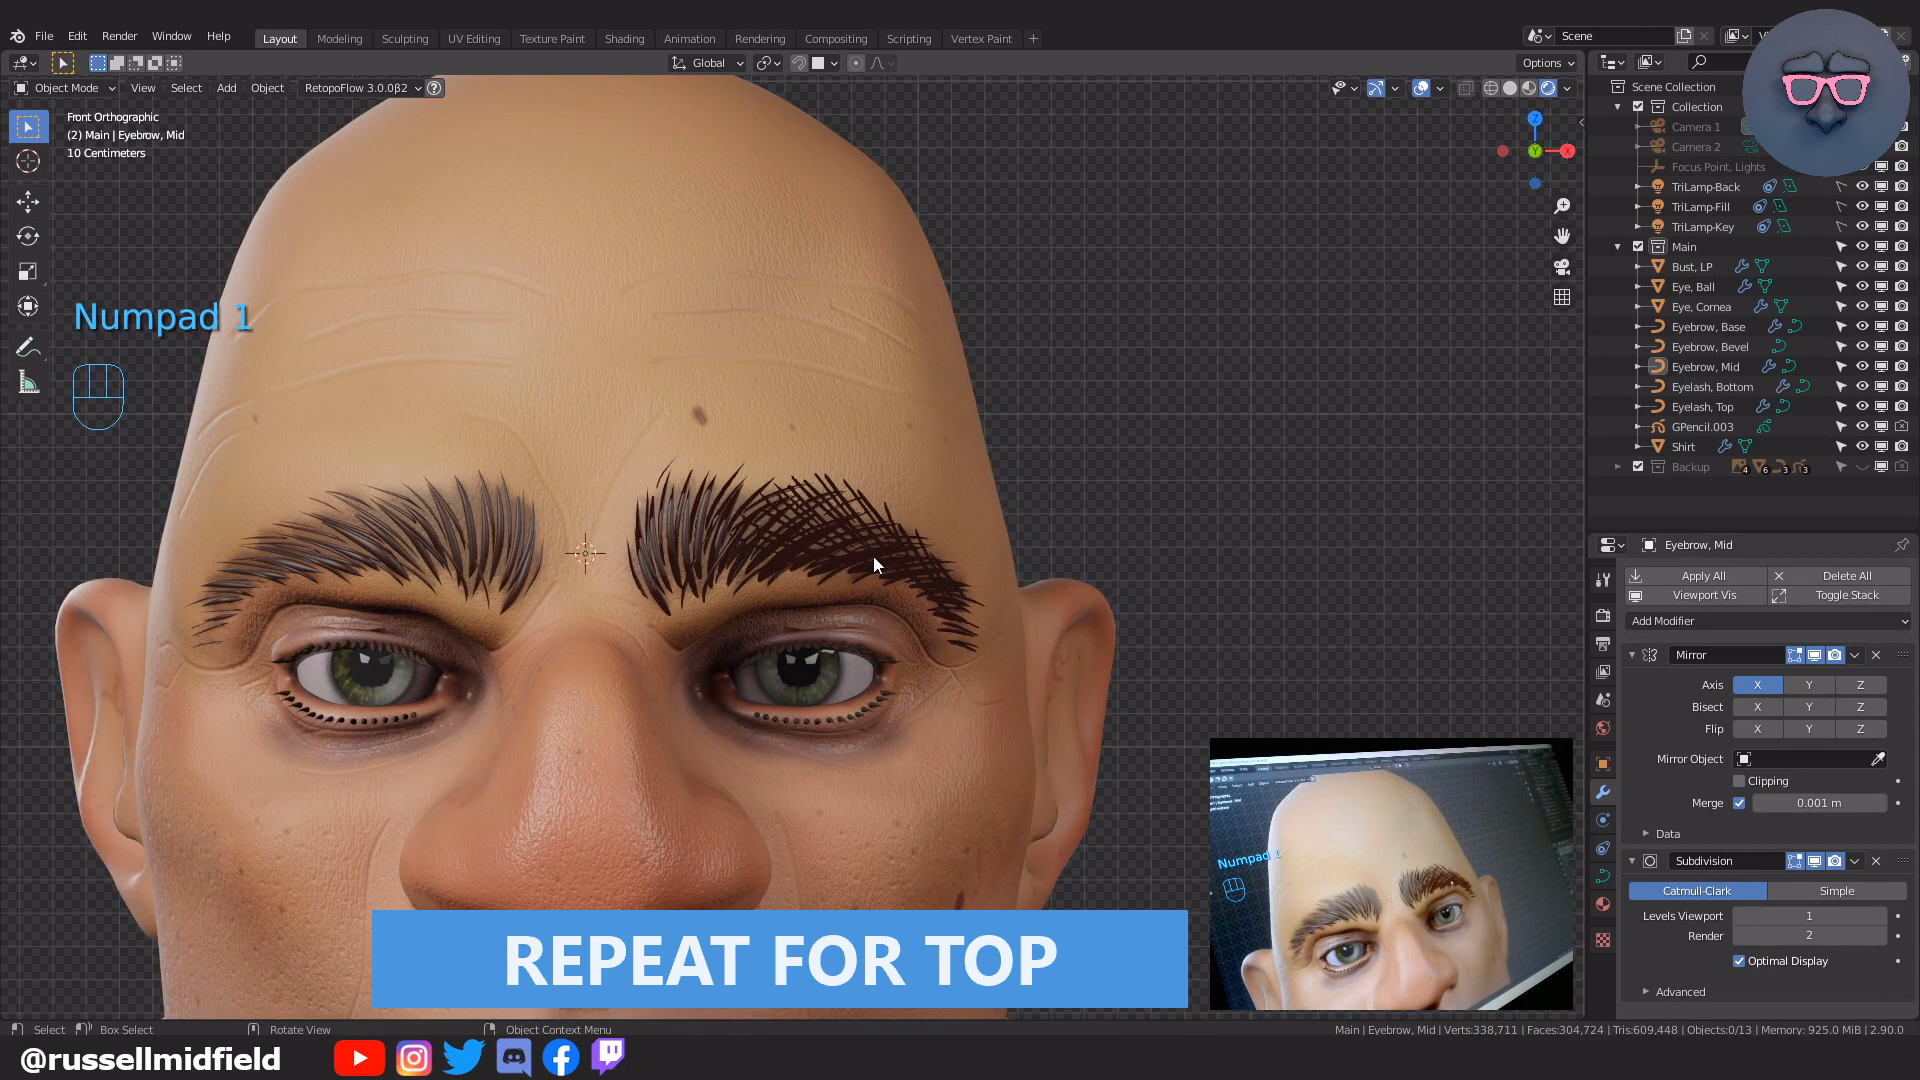 File Edit Render Window Help
Layout Modeling Sculpting UV Editing Texture Paint Shading Animation Rendering Compositing Scripting Vertex Paint +
Scene
Global
Options
Object Mode View Select Add Object RetopoFlow 3.0.0β2
Front Orthographic
(2) Main | Eyebrow, Mid
10 Centimeters
Numpad 1
Scene Collection
Collection
Camera 1
Camera 2
Focus Point, Lights
TriLamp-Back
TriLamp-Fill
TriLamp-Key
Main
Bust, LP
Eye, Ball
Eye, Cornea
Eyebrow, Base
Eyebrow, Bevel
Eyebrow, Mid
Eyelash, Bottom
Eyelash, Top
GPencil.003
Shirt
Backup 4 6 3 3
Eyebrow, Mid
Apply All Delete All
Viewport Vis Toggle Stack
Add Modifier
Mirror
Axis X Y Z
Bisect X Y Z
Flip X Y Z
Mirror Object
Clipping
Merge 0.001 m
Data
Subdivision
Catmull-Clark Simple
Levels Viewport 1
Render 2
Optimal Display
Advanced
Numpad 1
REPEAT FOR TOP
Select Box Select Rotate View Object Context Menu
Main | Eyebrow, Mid | Verts:338,711 | Faces:304,724 | Tris:609,448 | Objects:0/13 | Memory: 925.0 MiB | 2.90.0
@russellmidfield